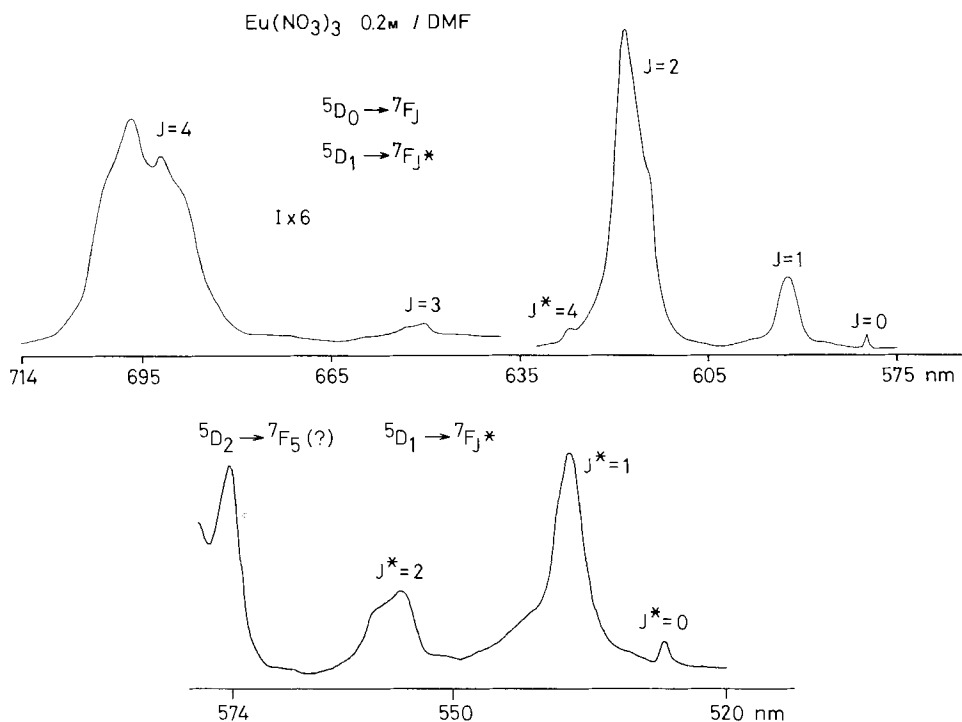 Eu(NO3)3 0.2M / DMF
J=2
5D0 → 7FJ
J=4
5D1 → 7FJ*
I x 6
J=3
J*=4
J=1
J=0
714 695 665 635 605 575 nm
5D2 → 7F5 (?) 5D1 → 7FJ*
J*=1
J*=2
J*=0
574 550 520 nm